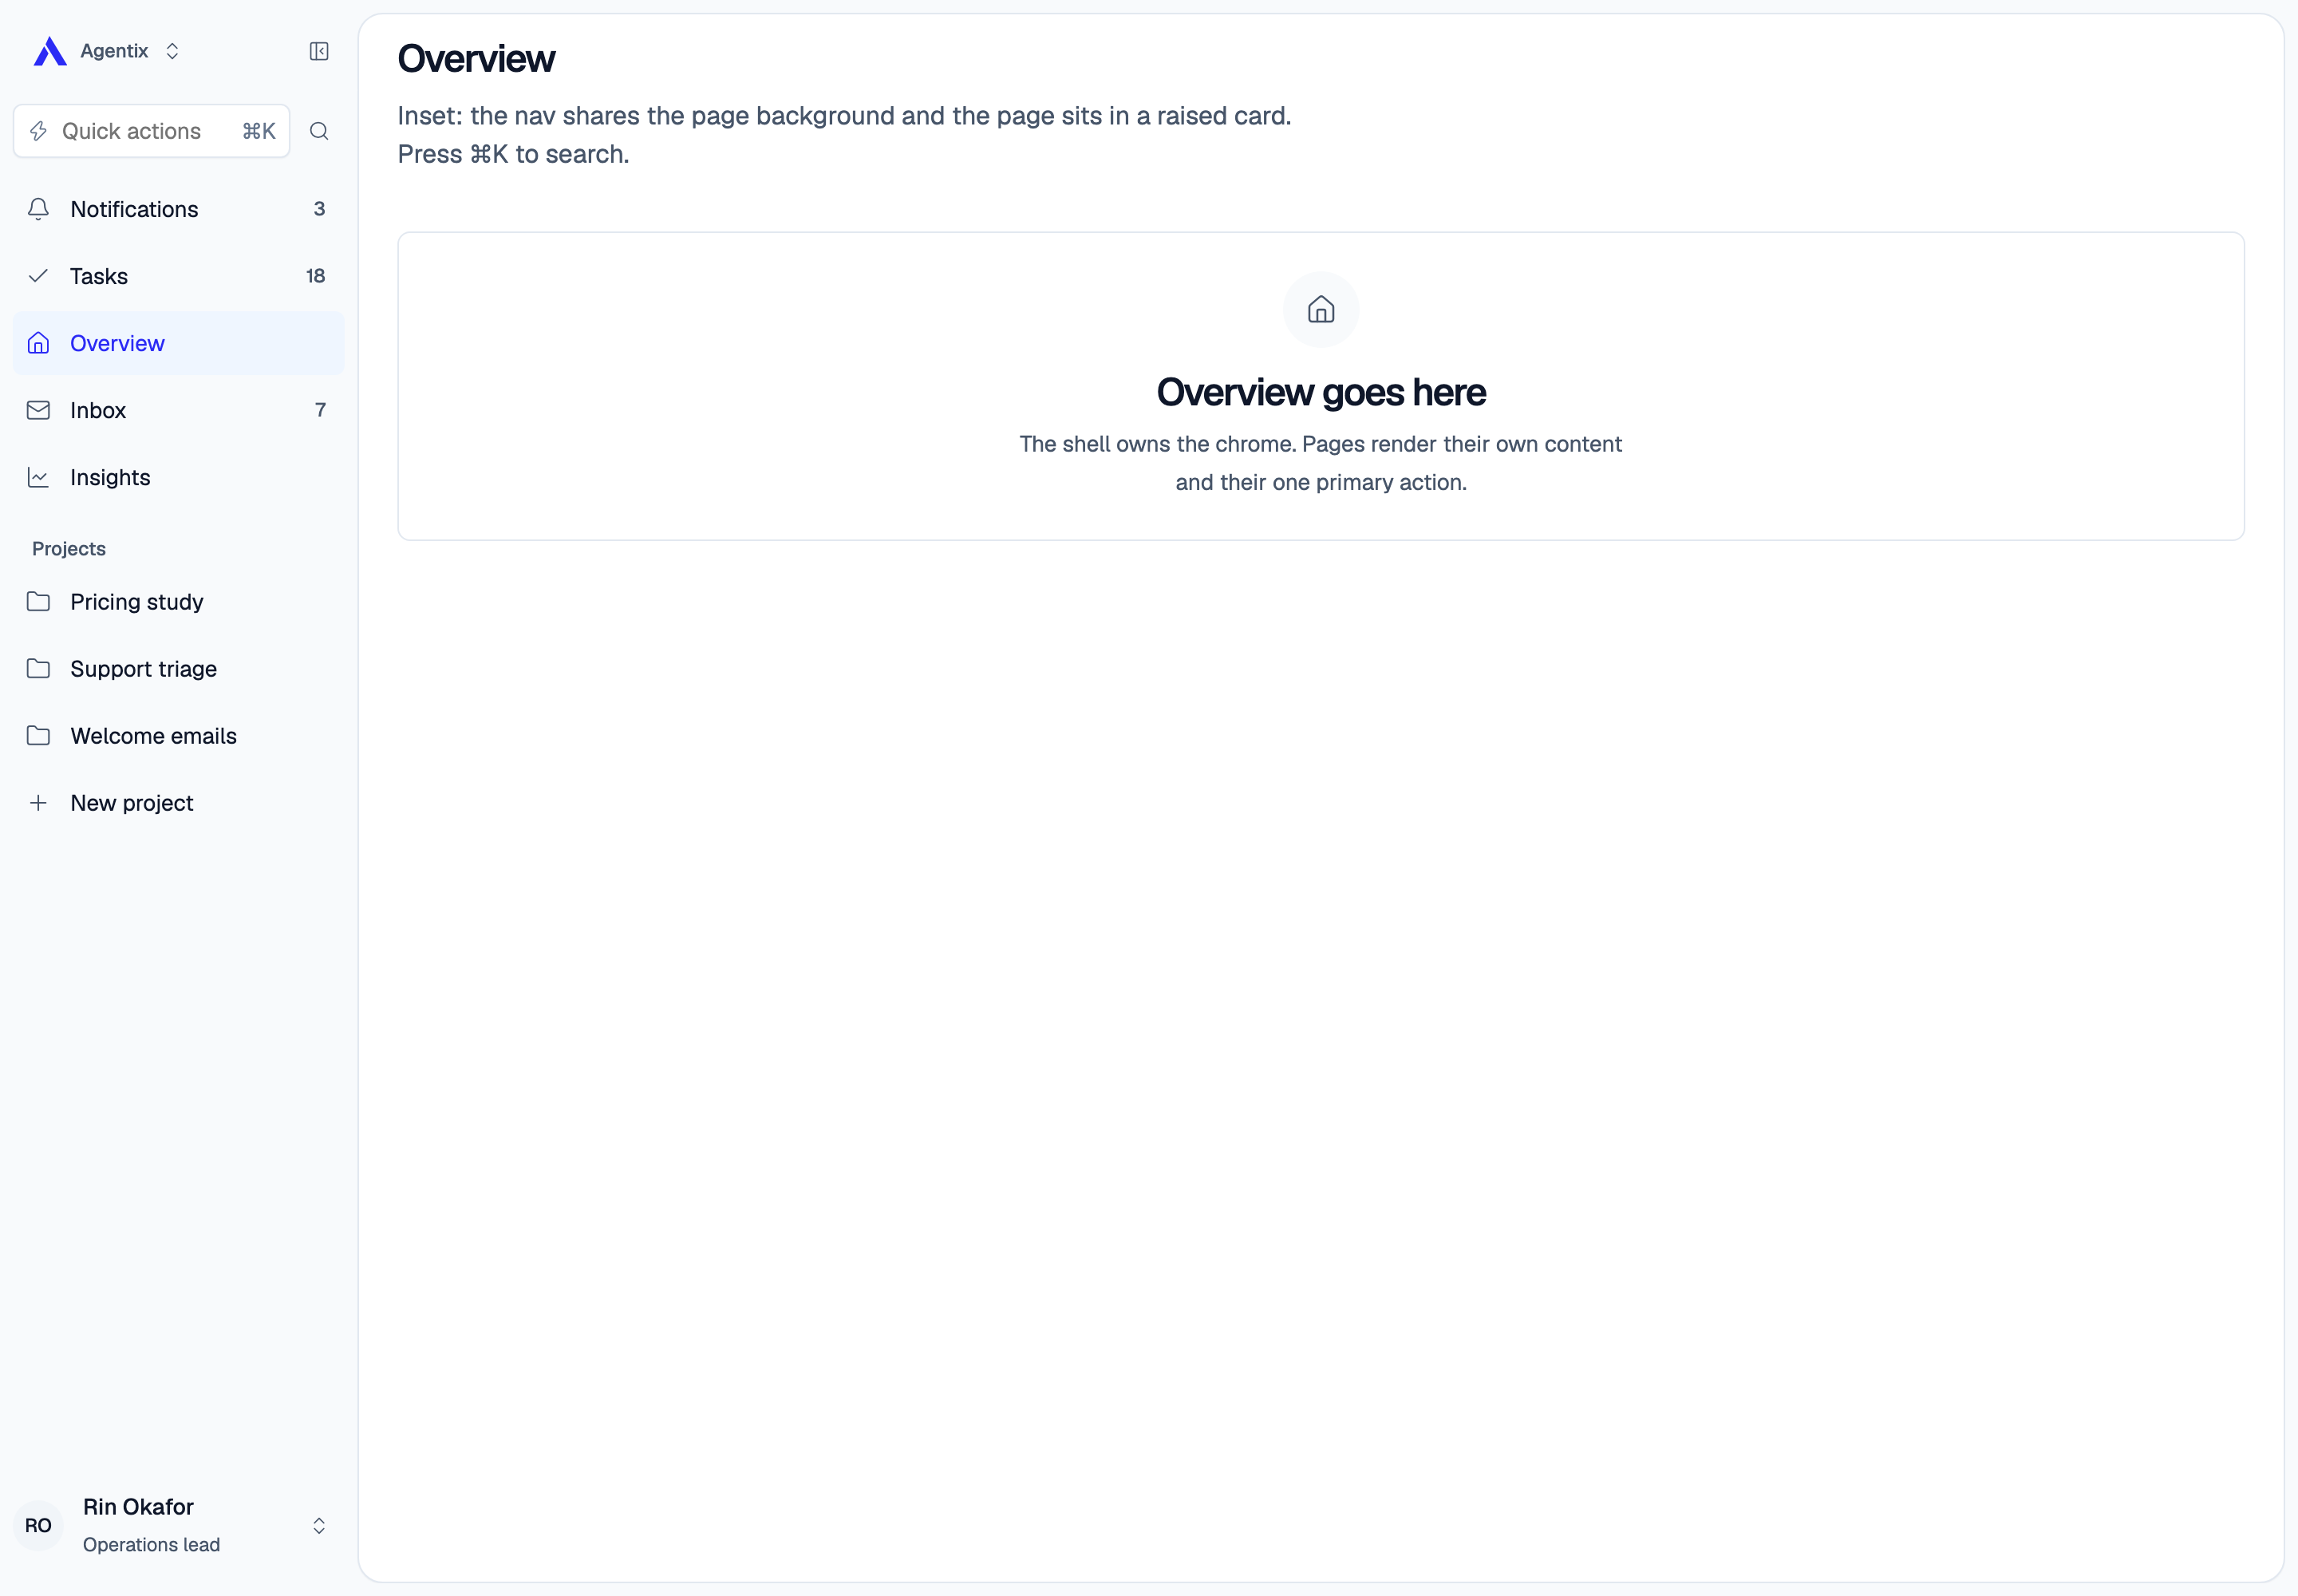 Agentix
Quick actions ⌘K
Notifications 3
Tasks 18
Overview
Inbox 7
Insights
Projects
Pricing study
Support triage
Welcome emails
New project
RO
Rin Okafor
Operations lead
Overview
Inset: the nav shares the page background and the page sits in a raised card.
Press ⌘K to search.
Overview goes here
The shell owns the chrome. Pages render their own content
and their one primary action.